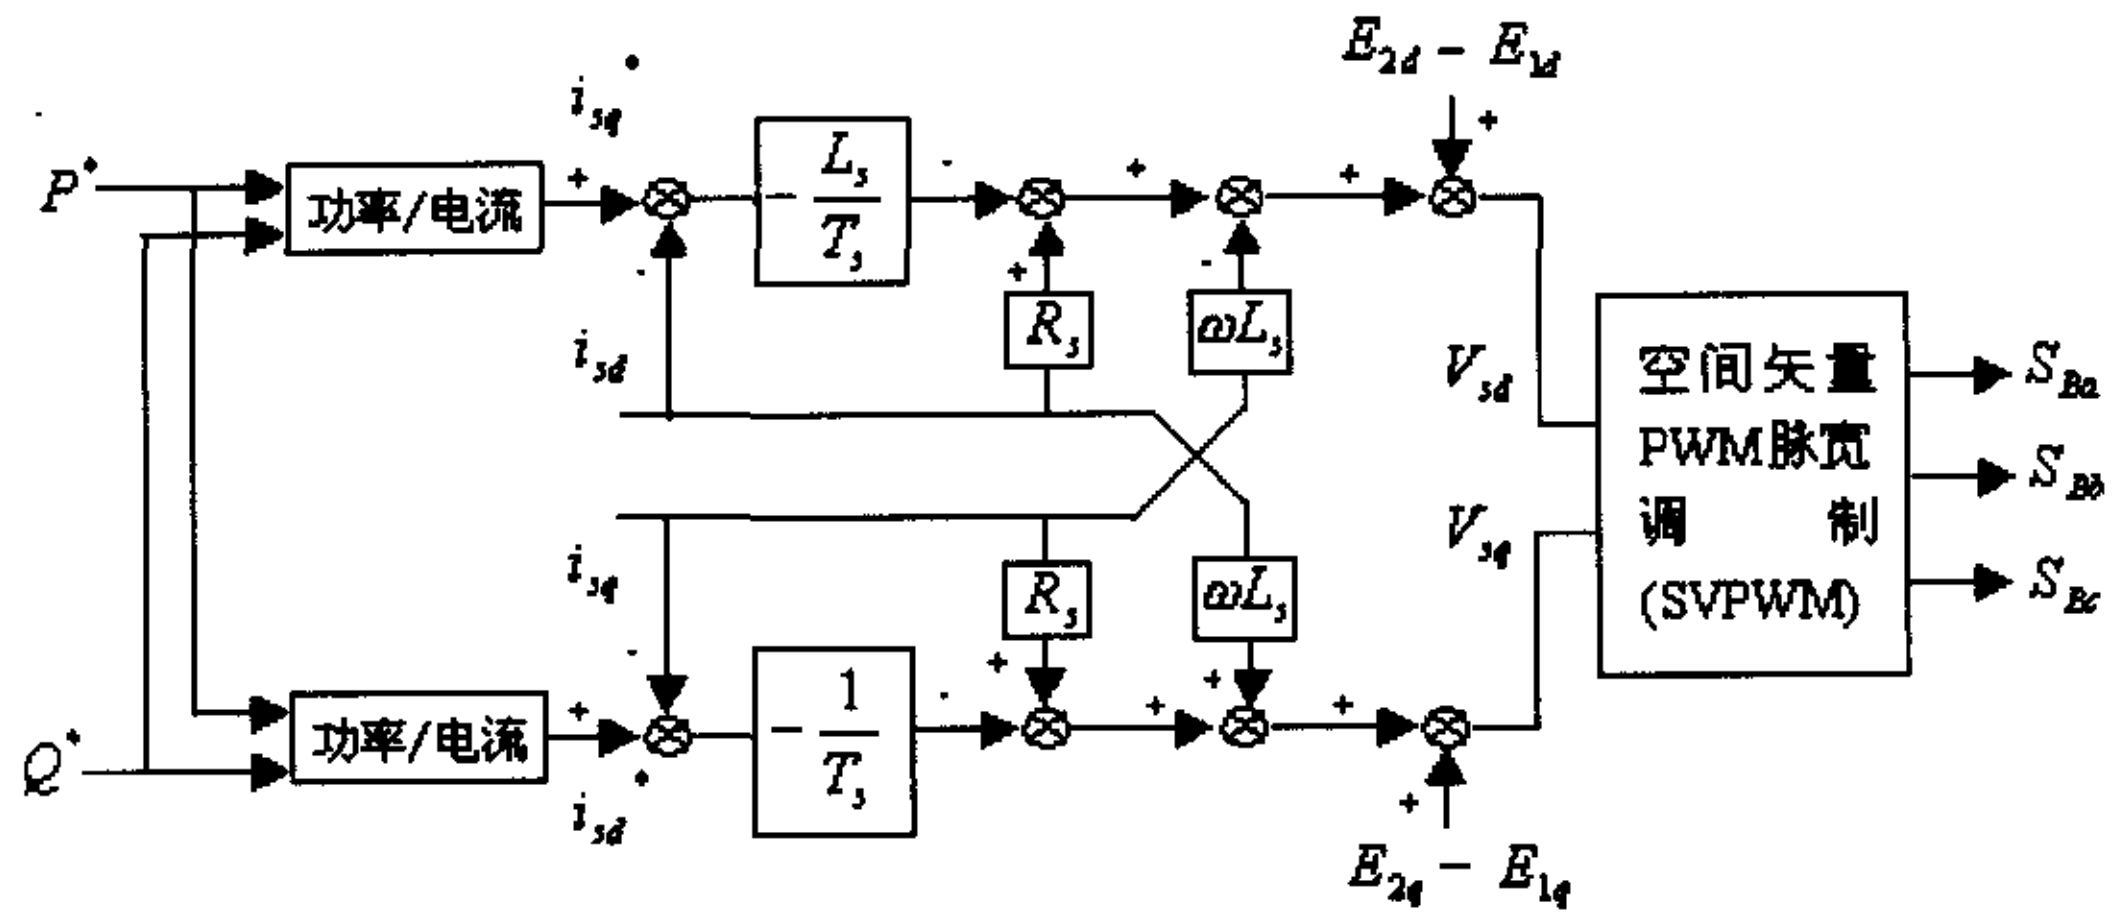 E₂d − E₁d
i*sq
P*
功率/电流
+
− Ls/Ts
-
+
+
+
-
+
-
Rs
ωLs
isd
Vsd
空间矢量
PWM脉宽
调制
(SVPWM)
SBa
SBb
SBc
Vsq
isq
Rs
ωLs
-
+
+
Q*
功率/电流
+
− 1/Ts
-
+
+
i*sd
+
E₂q − E₁q